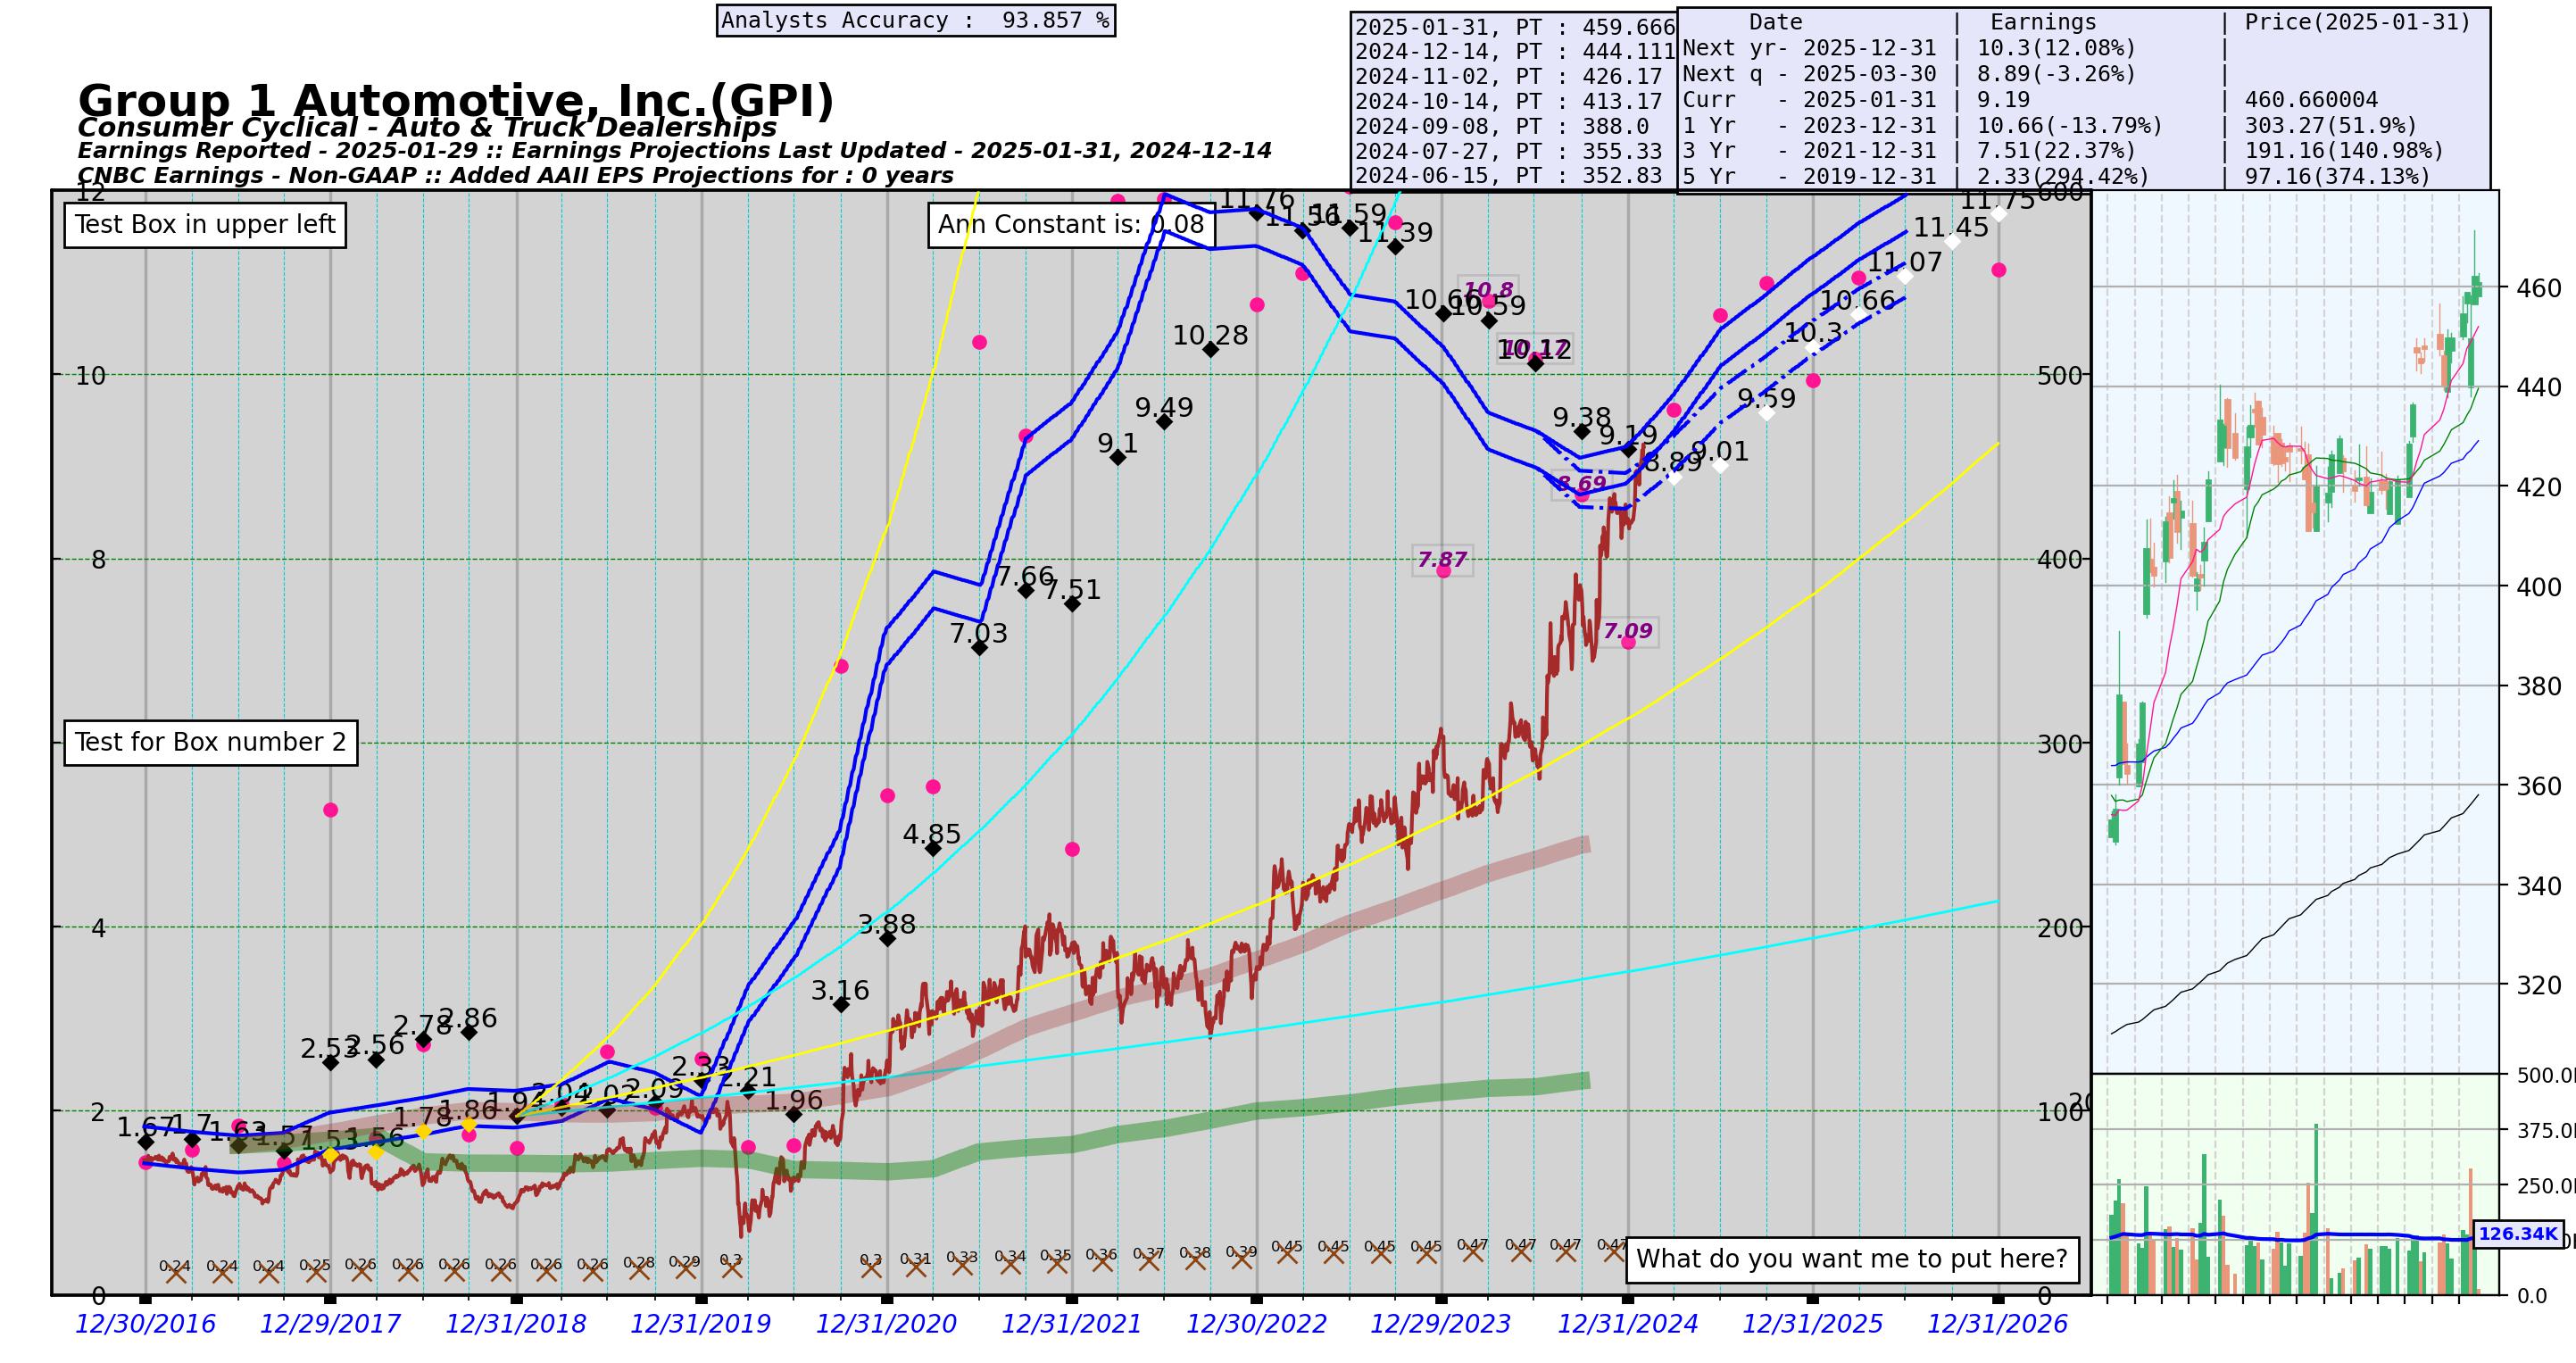 Analysts Accuracy :  93.857 %
2025-01-31, PT : 459.666
2024-12-14, PT : 444.111
2024-11-02, PT : 426.17
2024-10-14, PT : 413.17
2024-09-08, PT : 388.0
2024-07-27, PT : 355.33
2024-06-15, PT : 352.83
Date | Earnings | Price(2025-01-31)
Next yr- 2025-12-31 | 10.3(12.08%) |
Next q - 2025-03-30 | 8.89(-3.26%) |
Curr - 2025-01-31 | 9.19 | 460.660004
1 Yr - 2023-12-31 | 10.66(-13.79%) | 303.27(51.9%)
3 Yr - 2021-12-31 | 7.51(22.37%) | 191.16(140.98%)
5 Yr - 2019-12-31 | 2.33(294.42%) | 97.16(374.13%)
Group 1 Automotive, Inc.(GPI)
Consumer Cyclical - Auto & Truck Dealerships
Earnings Reported - 2025-01-29 :: Earnings Projections Last Updated - 2025-01-31, 2024-12-14
CNBC Earnings - Non-GAAP :: Added AAII EPS Projections for : 0 years
Test Box in upper left
Ann Constant is: 0.08
Test for Box number 2
What do you want me to put here?
12
10
8
4
2
0
600
500
400
300
200
100
0
1.67
1.7
1.63
1.57
1.53
1.56
1.78
1.86
2.53
2.56
2.78
2.86
2.04
2.09
2.33
2.21
1.96
3.16
3.88
4.85
7.03
7.66
7.51
9.1
9.49
10.28
11.76
11.56
11.59
11.39
10.66
10.59
10.8
10.12
10.17
9.38
9.19
8.69
7.87
7.09
8.89
9.01
9.59
10.3
10.66
11.07
11.45
11.75
0.24 0.24 0.24 0.25 0.26 0.26 0.26 0.26 0.26 0.26 0.28 0.29 0.3 0.3 0.31 0.33 0.34 0.35 0.36 0.37 0.38 0.39 0.45 0.45 0.45 0.45 0.47 0.47 0.47 0.47
12/30/2016 12/29/2017 12/31/2018 12/31/2019 12/31/2020 12/31/2021 12/30/2022 12/29/2023 12/31/2024 12/31/2025 12/31/2026
460
440
420
400
380
360
340
320
500.0
375.0
250.0
126.34K
0.0